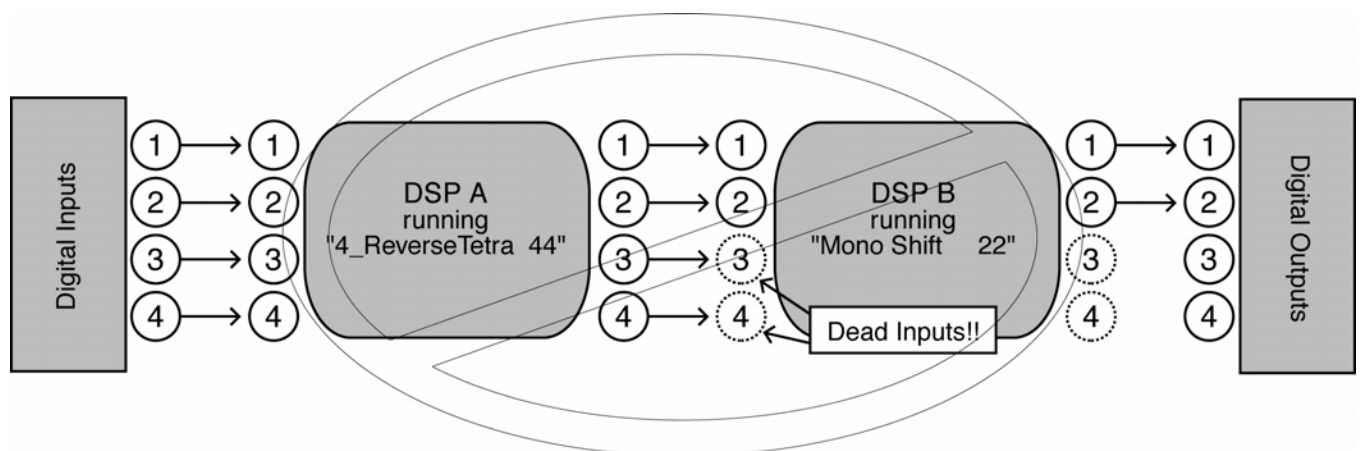 Digital Inputs
1 1
2 2
3 3
4 4
DSP A
running
"4_ReverseTetra 44"
1 1
2 2
3 3
4 4
DSP B
running
"Mono Shift 22"
Dead Inputs!!
1 1
2 2
3 3
4 4
Digital Outputs